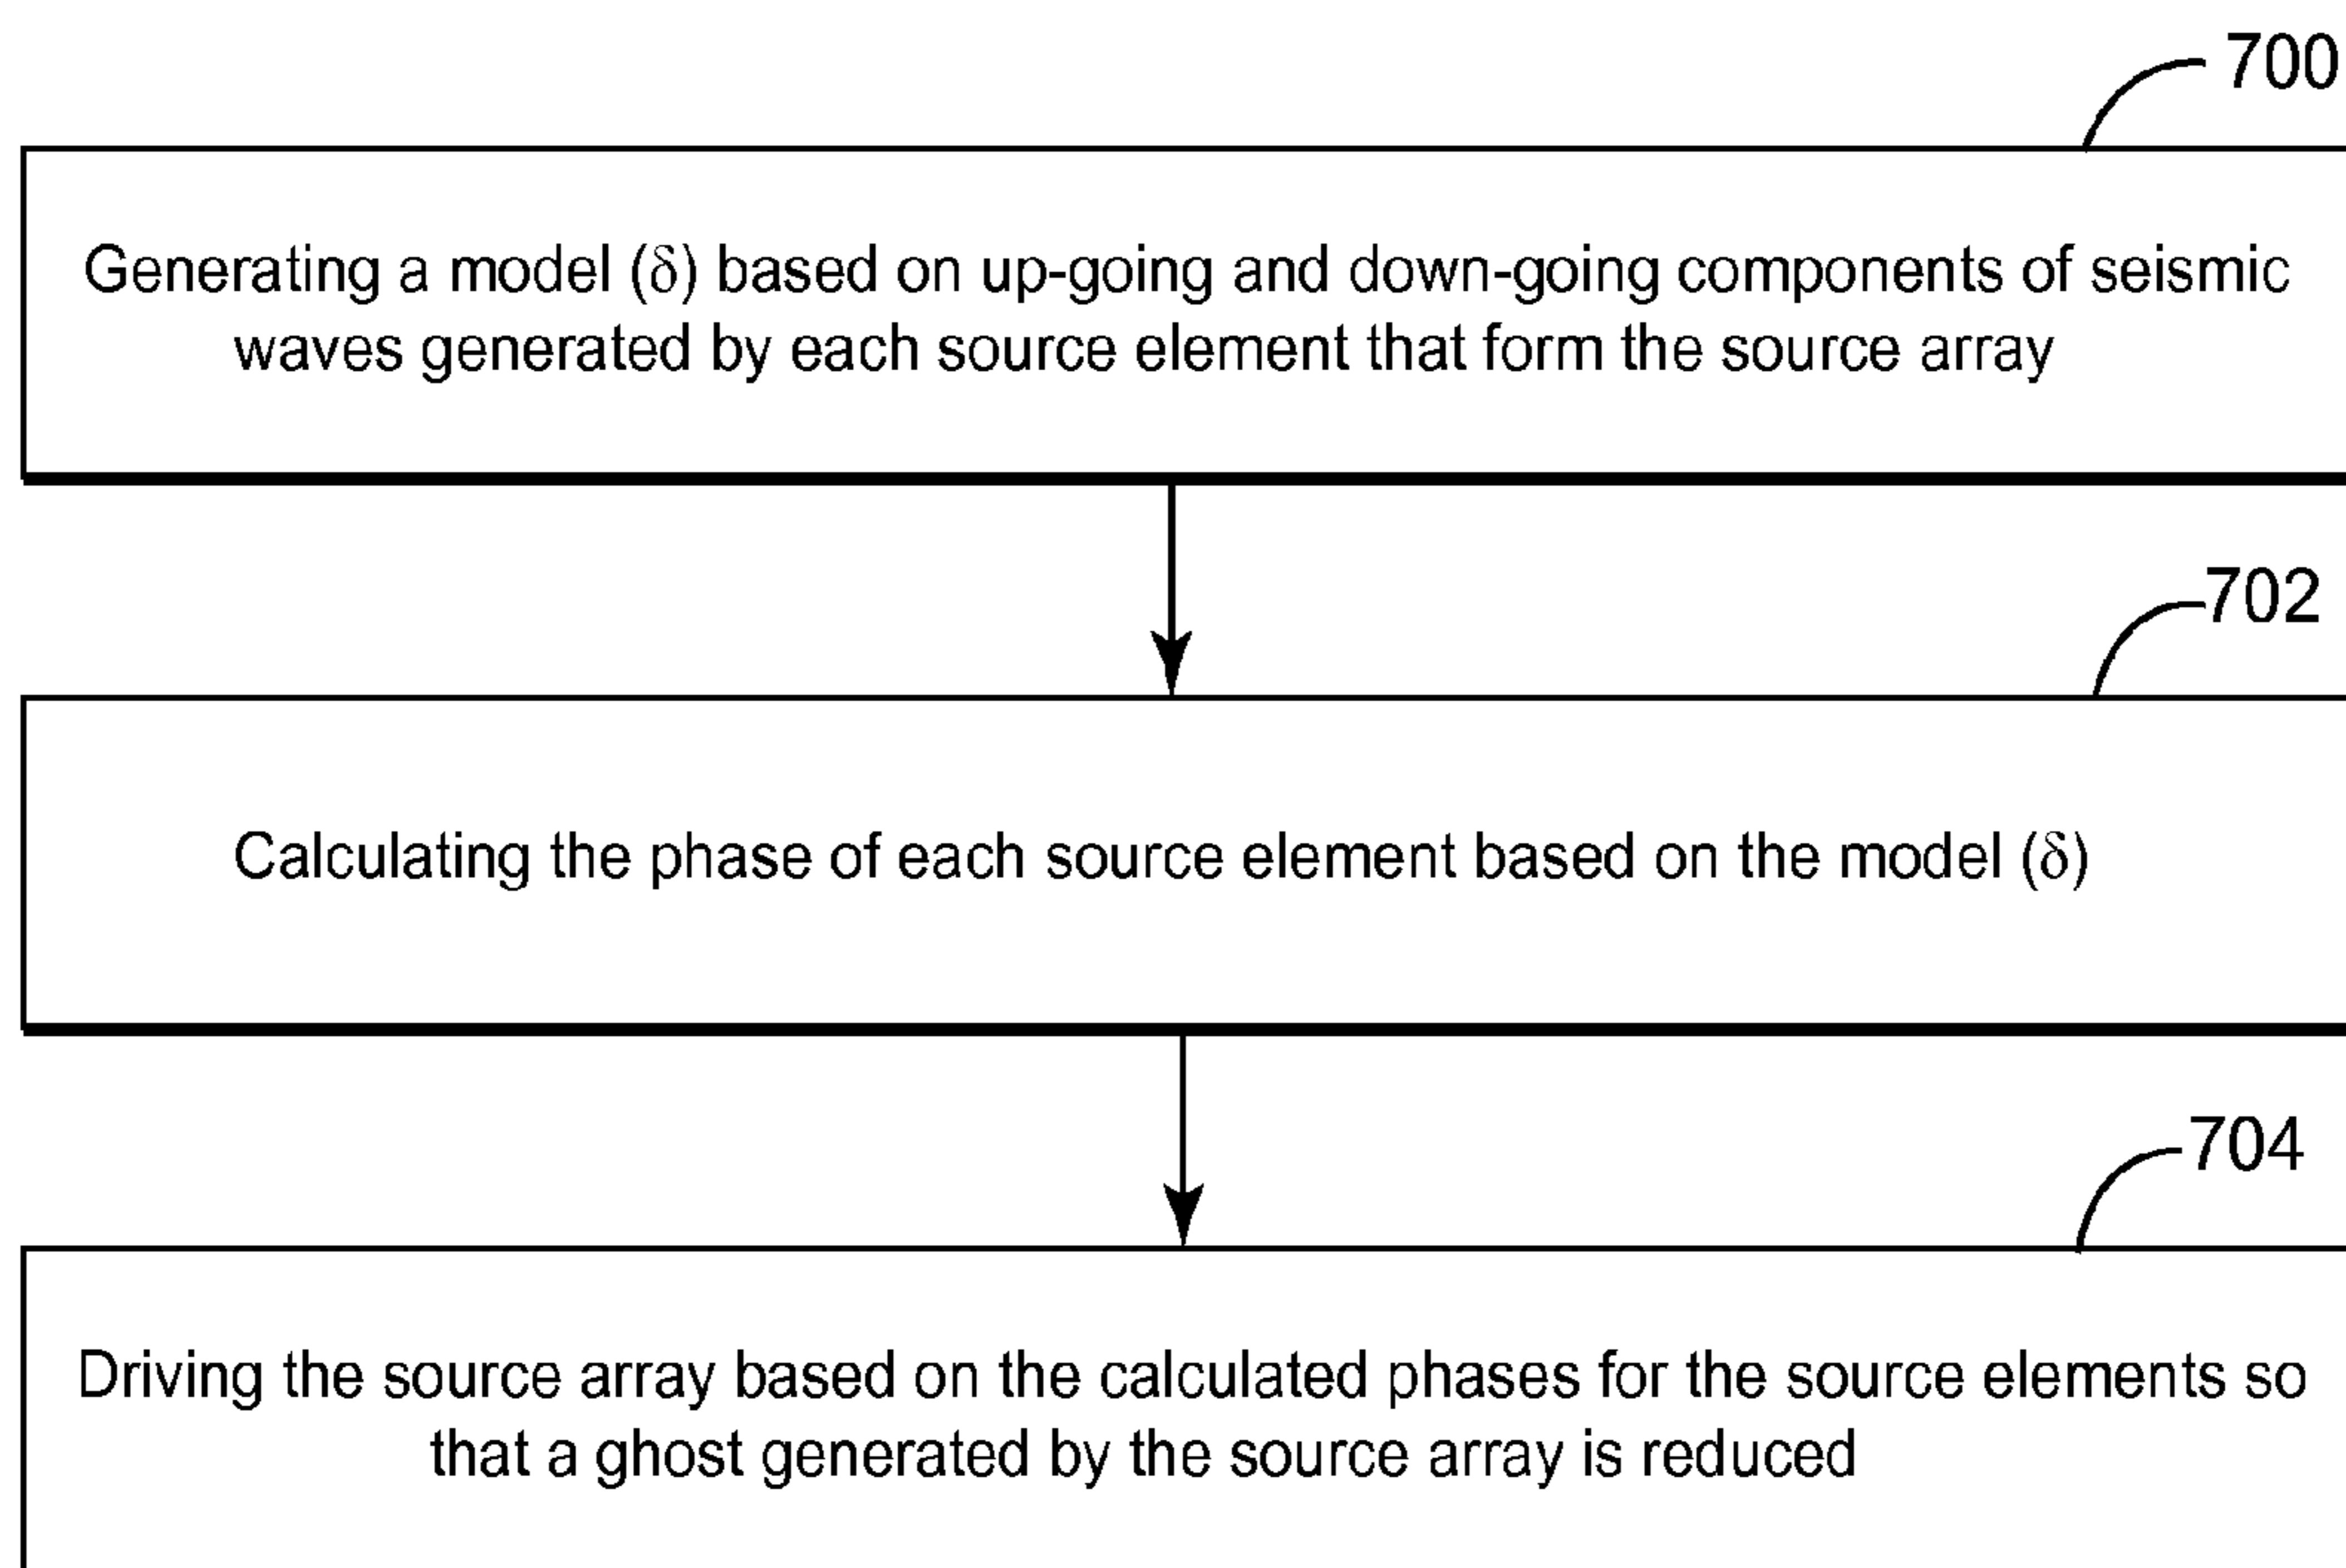 700
Generating a model (δ) based on up-going and down-going components of seismic
waves generated by each source element that form the source array
702
Calculating the phase of each source element based on the model (δ)
704
Driving the source array based on the calculated phases for the source elements so
that a ghost generated by the source array is reduced